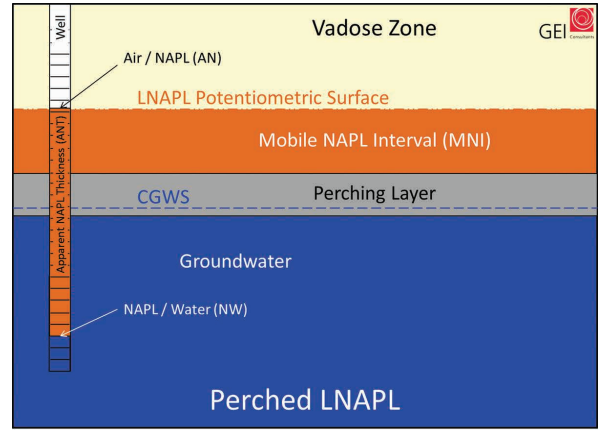 Well
Vadose Zone
GEI
Consultants
Air / NAPL (AN)
LNAPL Potentiometric Surface
Apparent NAPL Thickness (ANT)
Mobile NAPL Interval (MNI)
CGWS
Perching Layer
Groundwater
NAPL / Water (NW)
Perched LNAPL